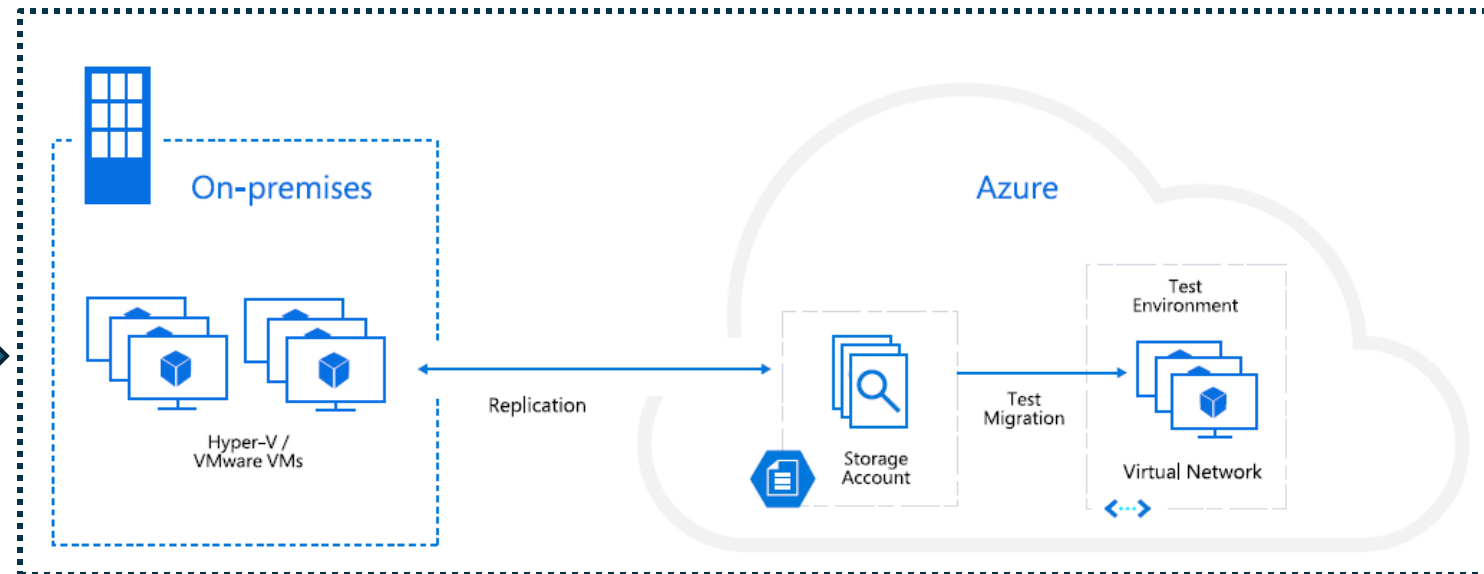 On-premises
Azure
Test
Environment
Replication
Test
Migration
Hyper-V /
VMware VMs
Storage
Account
Virtual Network